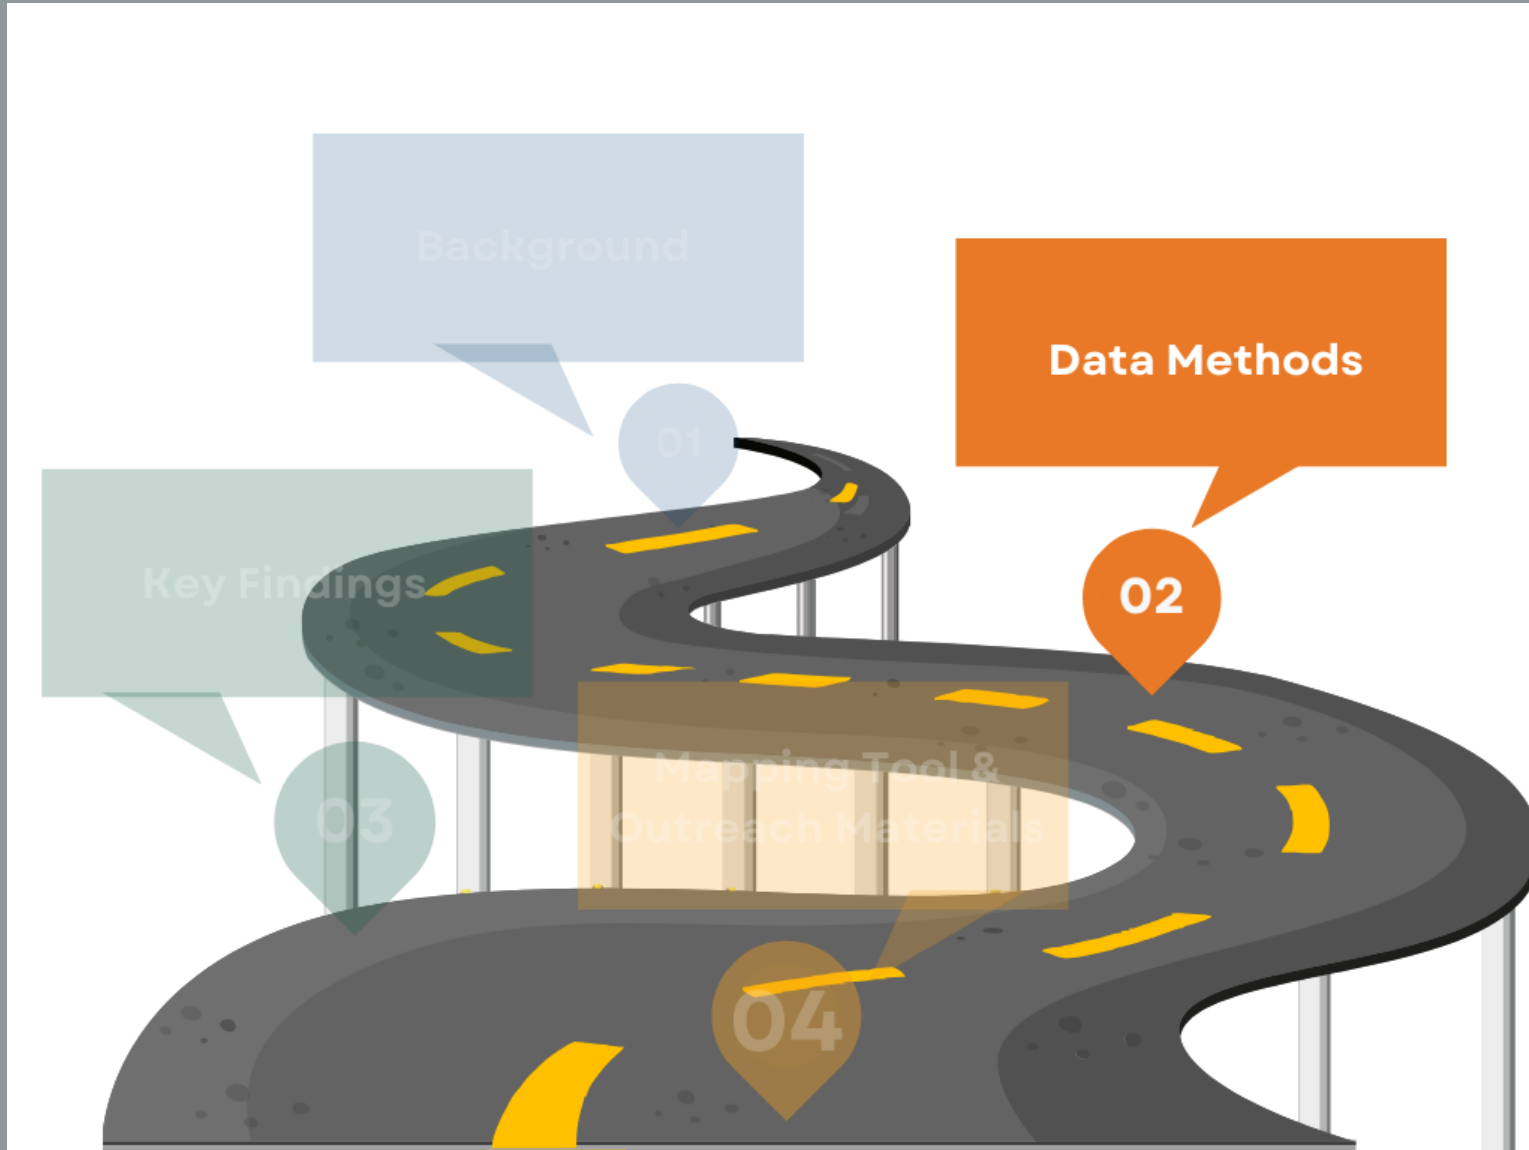 Background
01
Data Methods
02
Key Findings
03
Mapping Tool &
Outreach Materials
04